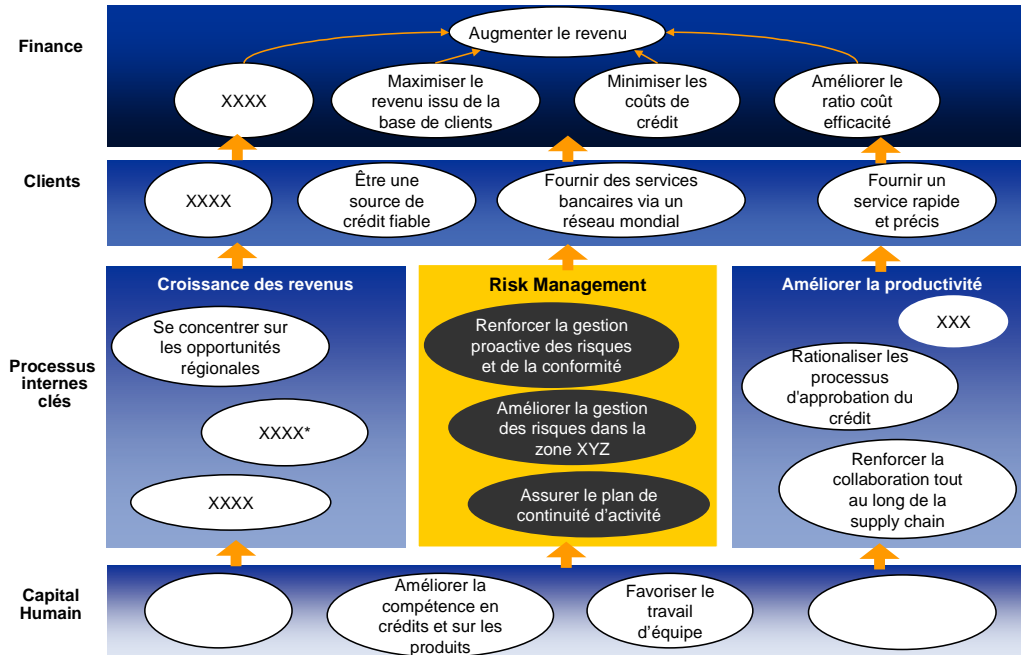 Finance
Augmenter le revenu
XXXX
Maximiser le
revenu issu de la
base de clients
Minimiser les
coûts de
crédit
Améliorer le
ratio coût
efficacité
Clients
XXXX
Être une
source de
crédit fiable
Fournir des services
bancaires via un
réseau mondial
Fournir un
service rapide
et précis
Processus
internes
clés
Croissance des revenus
Se concentrer sur
les opportunités
régionales
XXXX*
XXXX
Risk Management
Renforcer la gestion
proactive des risques
et de la conformité
Améliorer la gestion
des risques dans la
zone XYZ
Assurer le plan de
continuité d’activité
Améliorer la productivité
XXX
Rationaliser les
processus
d'approbation du
crédit
Renforcer la
collaboration tout
au long de la
supply chain
Capital
Humain
Améliorer la
compétence en
crédits et sur les
produits
Favoriser le
travail
d’équipe